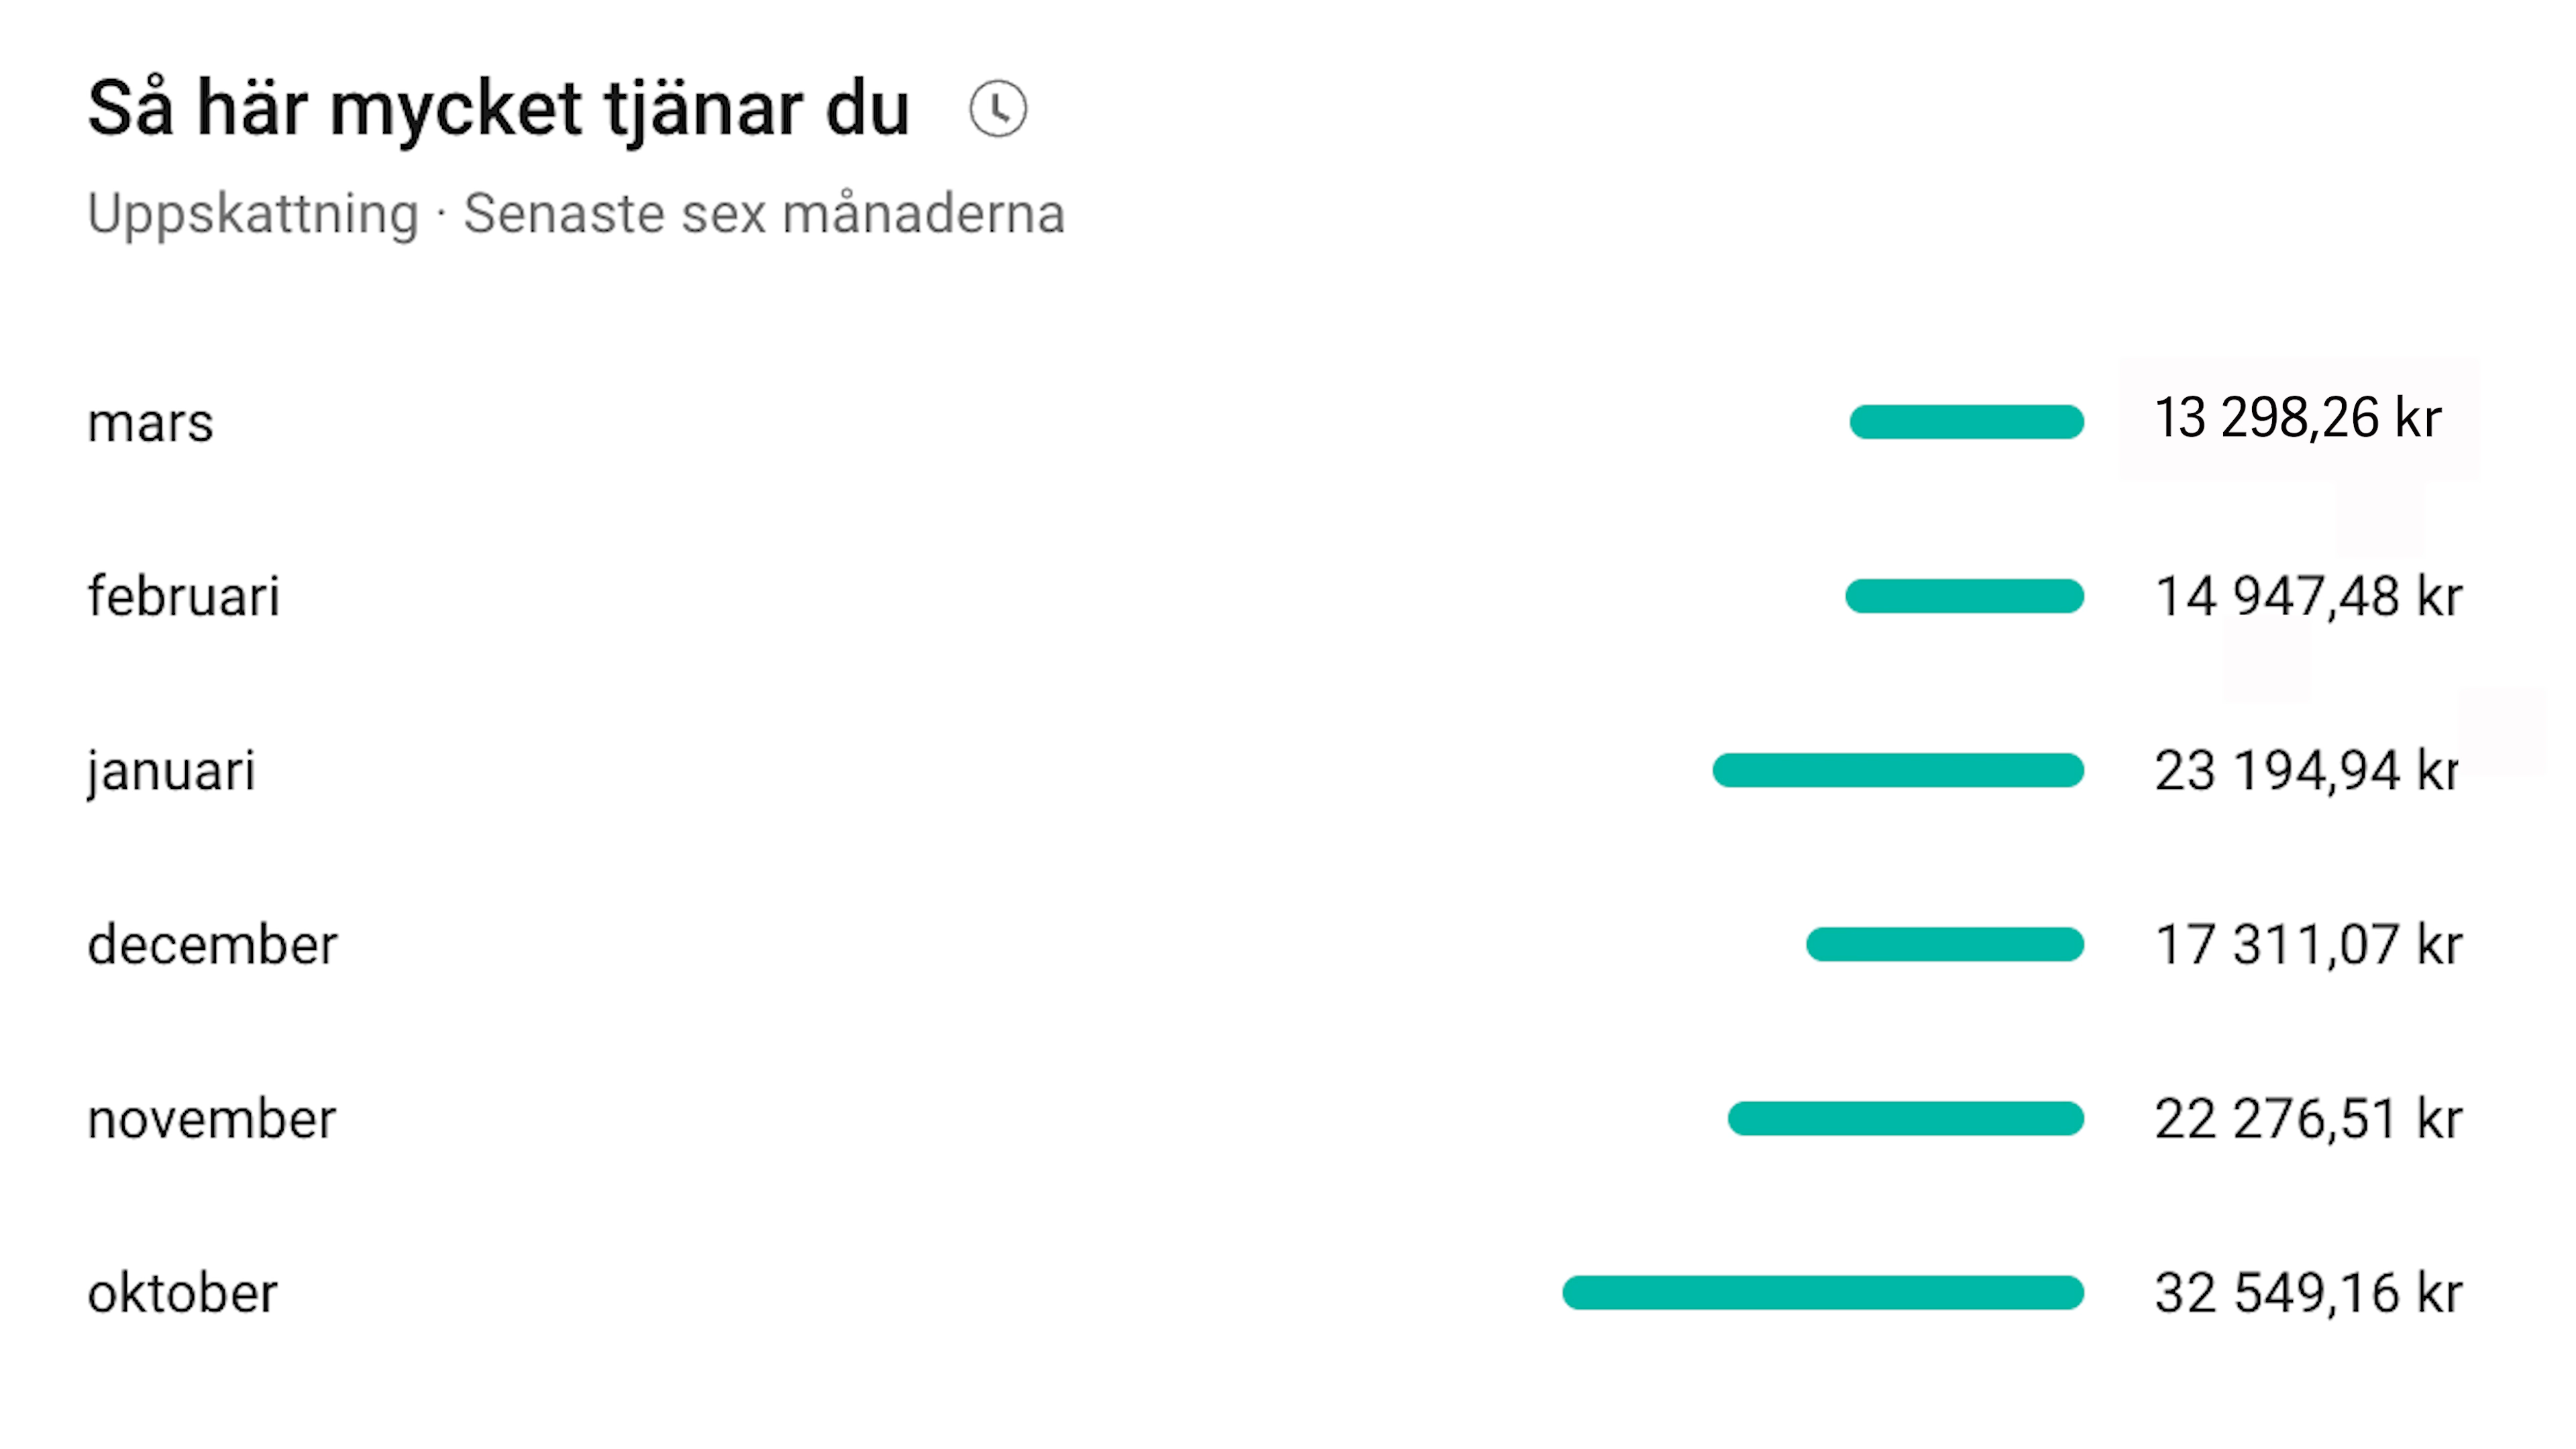 Så här mycket tjänar du
Uppskattning · Senaste sex månaderna
mars 13 298,26 kr
februari 14 947,48 kr
januari 23 194,94 kr
december 17 311,07 kr
november 22 276,51 kr
oktober 32 549,16 kr